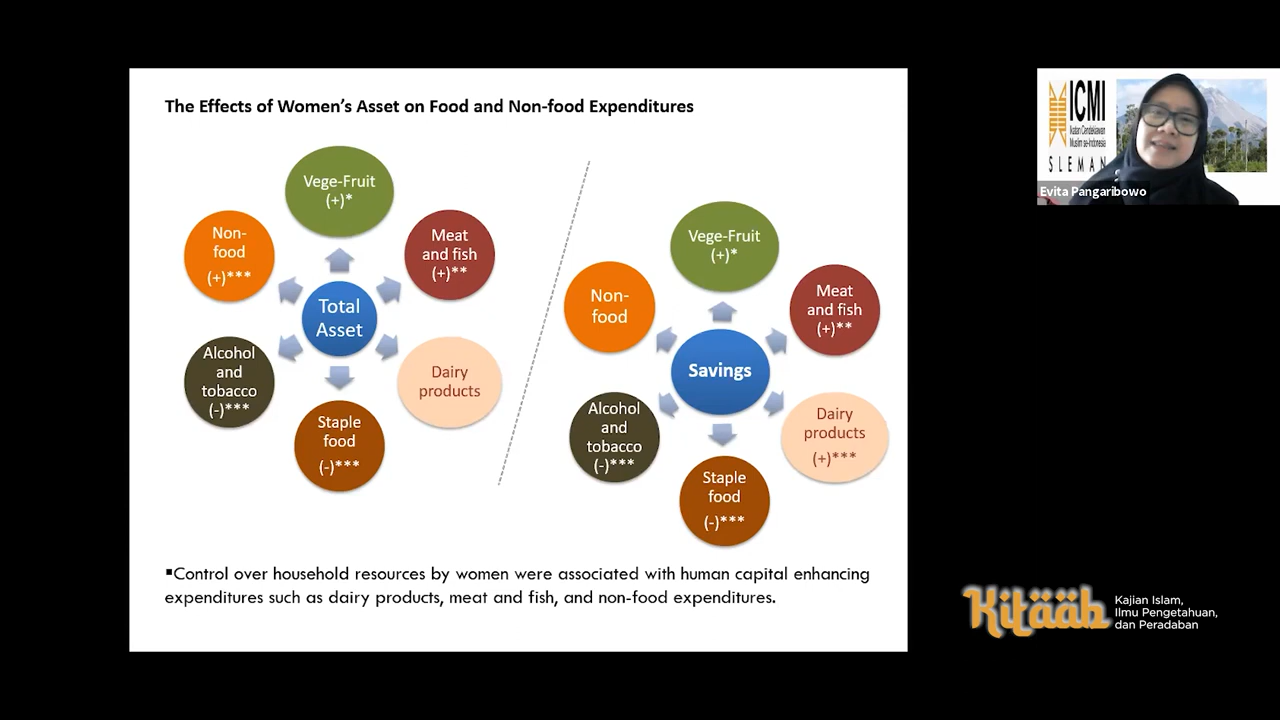 The Effects of Women's Asset on Food and Non-food Expenditures
Vege-Fruit
(+)*
Non-
food
(+)***
Meat
and fish
(+)**
Total
Asset
Alcohol
and
tobacco
(-)***
Dairy
products
Staple
food
(-)***
Vege-Fruit
(+)*
Non-
food
Meat
and fish
(+)**
Savings
Alcohol
and
tobacco
(-)***
Dairy
products
(+)***
Staple
food
(-)***
▪Control over household resources by women were associated with human capital enhancing
expenditures such as dairy products, meat and fish, and non-food expenditures.
ICMI
Ikatan Cendekiawan
Muslim se-Indonesia
SLEMAN
Evita Pangaribowo
Kitääb
Kajian Islam,
Ilmu Pengetahuan,
dan Peradaban